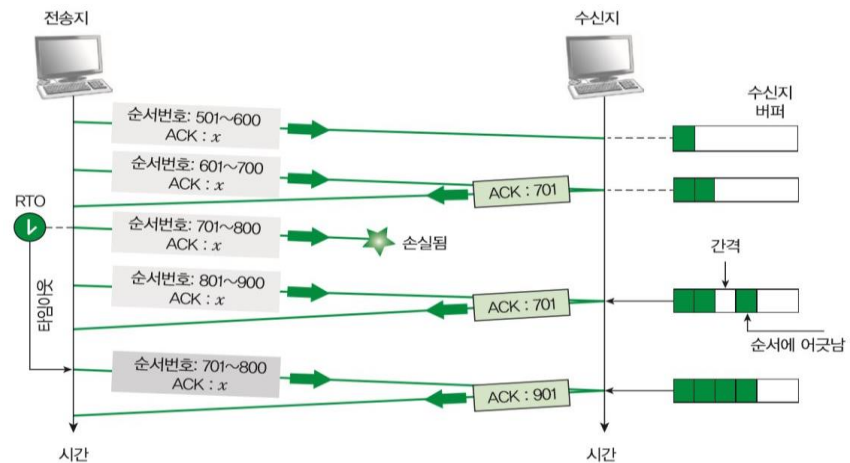 전송지
수신지
수신지
버퍼
순서번호: 501~600
ACK : x
순서번호: 601~700
ACK : x
ACK : 701
RTO
순서번호: 701~800
ACK : x
손실됨
타임아웃
순서번호: 801~900
ACK : x
ACK : 701
간격
순서에 어긋남
순서번호: 701~800
ACK : x
ACK : 901
시간
시간